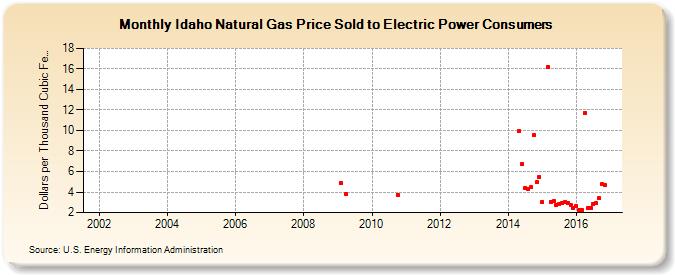 Monthly Idaho Natural Gas Price Sold to Electric Power Consumers
Dollars per Thousand Cubic Fe...
18
16
14
12
10
8
6
4
2
2002 2004 2006 2008 2010 2012 2014 2016
Source: U.S. Energy Information Administration